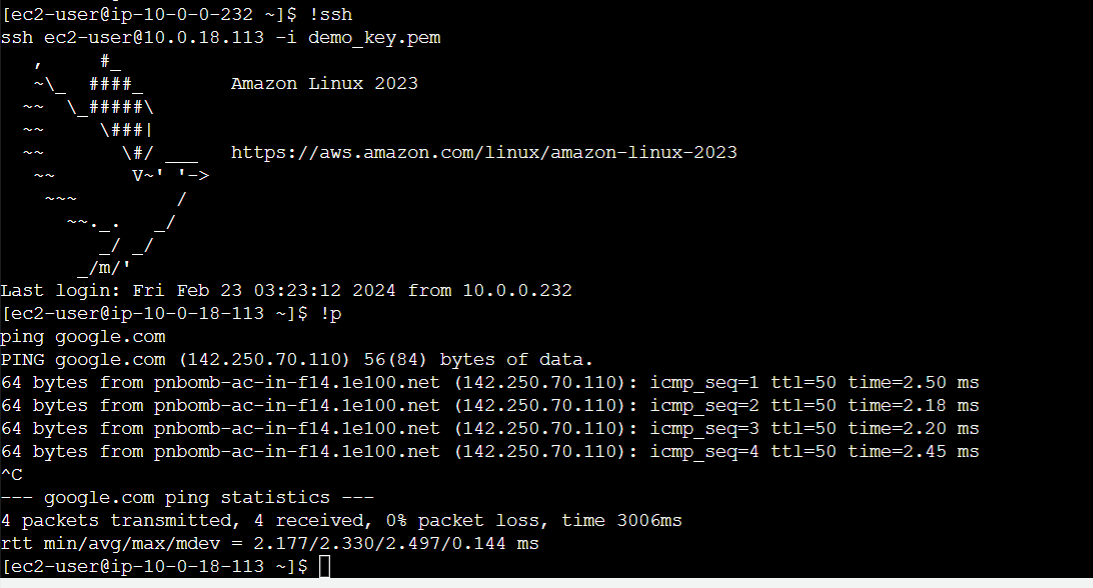 [ec2-user@ip-10-0-0-232 ~]$ !ssh
ssh ec2-user@10.0.18.113 -i demo_key.pem
   ,     #_
   ~\_  ####_        Amazon Linux 2023
  ~~  \_#####\
  ~~     \###|
  ~~       \#/ ___   https://aws.amazon.com/linux/amazon-linux-2023
   ~~       V~' '->
    ~~~         /
      ~~._.   _/
         _/ _/
       _/m/'
Last login: Fri Feb 23 03:23:12 2024 from 10.0.0.232
[ec2-user@ip-10-0-18-113 ~]$ !p
ping google.com
PING google.com (142.250.70.110) 56(84) bytes of data.
64 bytes from pnbomb-ac-in-f14.1e100.net (142.250.70.110): icmp_seq=1 ttl=50 time=2.50 ms
64 bytes from pnbomb-ac-in-f14.1e100.net (142.250.70.110): icmp_seq=2 ttl=50 time=2.18 ms
64 bytes from pnbomb-ac-in-f14.1e100.net (142.250.70.110): icmp_seq=3 ttl=50 time=2.20 ms
64 bytes from pnbomb-ac-in-f14.1e100.net (142.250.70.110): icmp_seq=4 ttl=50 time=2.45 ms
^C
--- google.com ping statistics ---
4 packets transmitted, 4 received, 0% packet loss, time 3006ms
rtt min/avg/max/mdev = 2.177/2.330/2.497/0.144 ms
[ec2-user@ip-10-0-18-113 ~]$